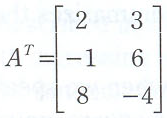 A^T = [ 2 3
-1 6
8 -4 ]